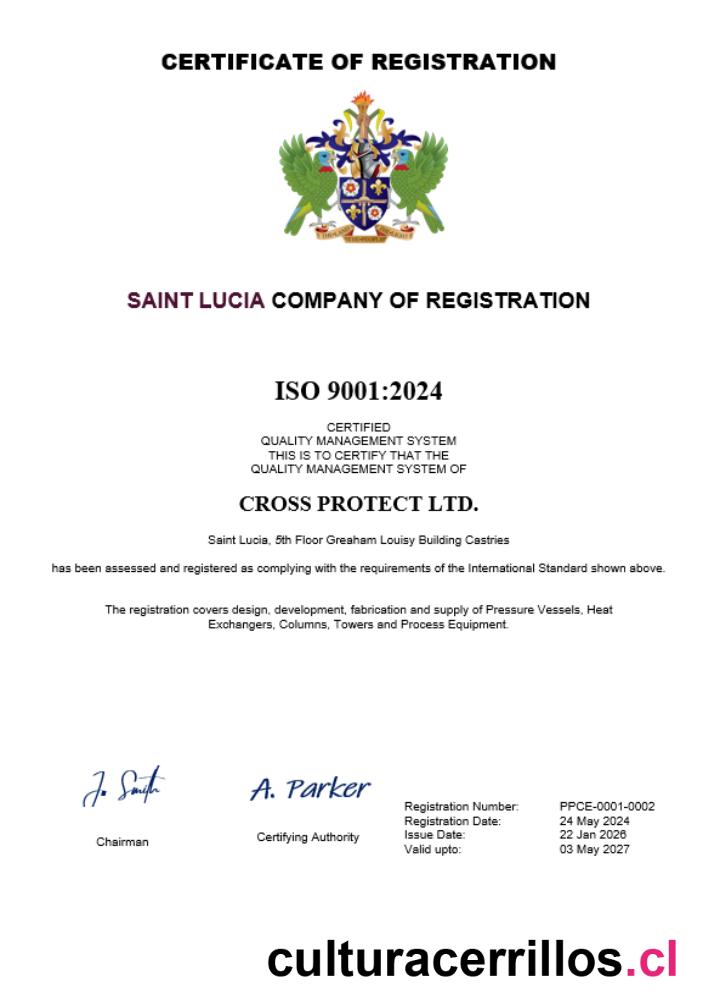 CERTIFICATE OF REGISTRATION
SAINT LUCIA COMPANY OF REGISTRATION
ISO 9001:2024
CERTIFIED
QUALITY MANAGEMENT SYSTEM
THIS IS TO CERTIFY THAT THE
QUALITY MANAGEMENT SYSTEM OF
CROSS PROTECT LTD.
Saint Lucia, 5th Floor Greaham Louisy Building Castries
has been assessed and registered as complying with the requirements of the International Standard shown above.
The registration covers design, development, fabrication and supply of Pressure Vessels, Heat
Exchangers, Columns, Towers and Process Equipment.
J. Smith
A. Parker
Chairman
Certifying Authority
Registration Number: PPCE-0001-0002
Registration Date: 24 May 2024
Issue Date: 22 Jan 2026
Valid upto: 03 May 2027
culturacerrillos.cl